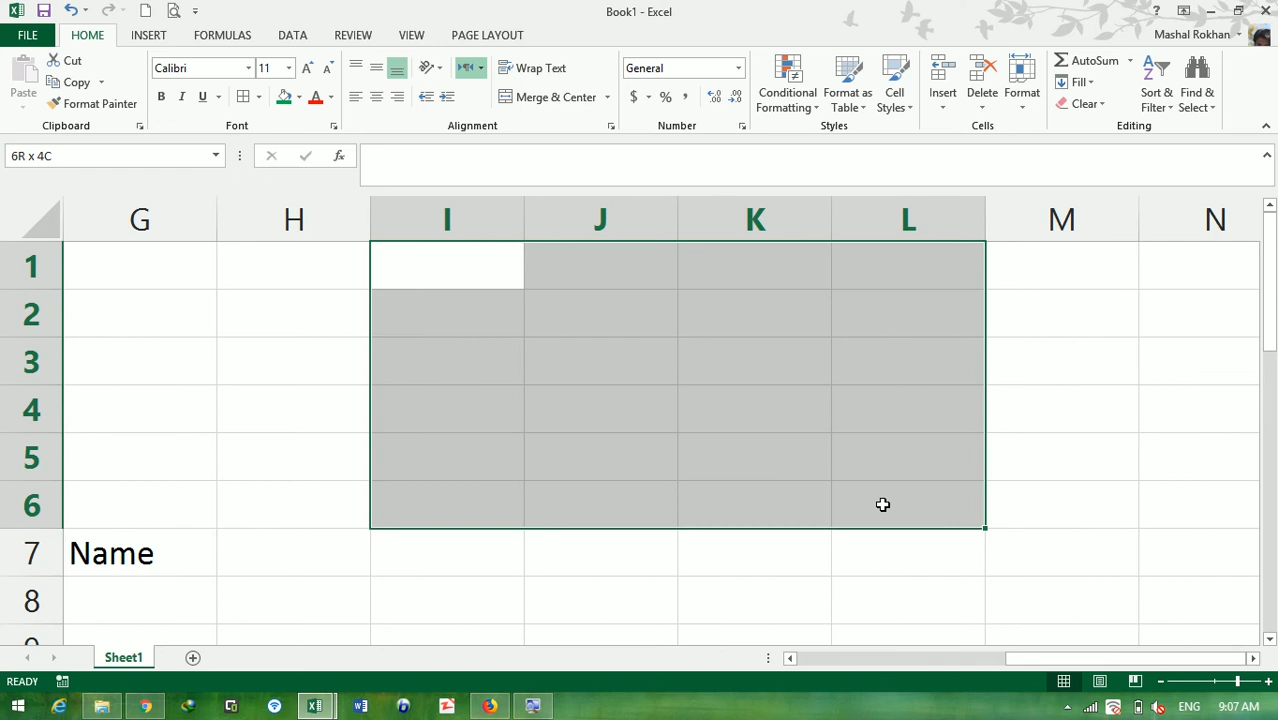 Book1 - Excel
?
FILE
HOME
INSERT
FORMULAS
DATA
REVIEW
VIEW
PAGE LAYOUT
Mashal Rokhan
Paste
Cut
Copy
Format Painter
Clipboard
Calibri
11
B I U
Font
Wrap Text
Merge & Center
Alignment
General
$ % ,
Number
Conditional
Formatting
Format as
Table
Cell
Styles
Styles
Insert
Delete
Format
Cells
AutoSum
Fill
Clear
Sort &
Filter
Find &
Select
Editing
6R x 4C
fx
G H I J K L M N
1
2
3
4
5
6
7 Name
8
9
Sheet1
READY
ENG
9:07 AM